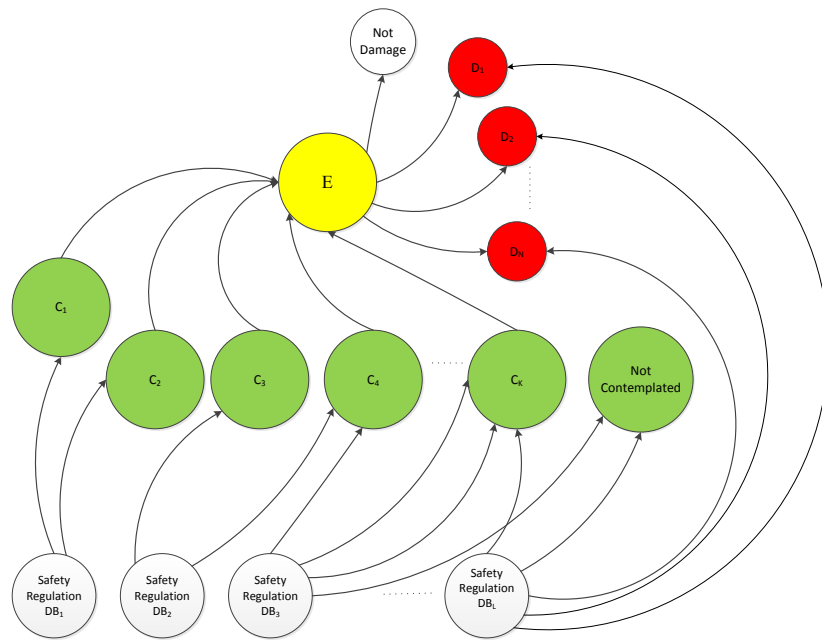 Not
Damage
D₁
D₂
E
Dₙ
C₁
C₂
C₃
C₄
Cₖ
Not
Contemplated
Safety
Regulation
DB₁
Safety
Regulation
DB₂
Safety
Regulation
DB₃
Safety
Regulation
DB_L